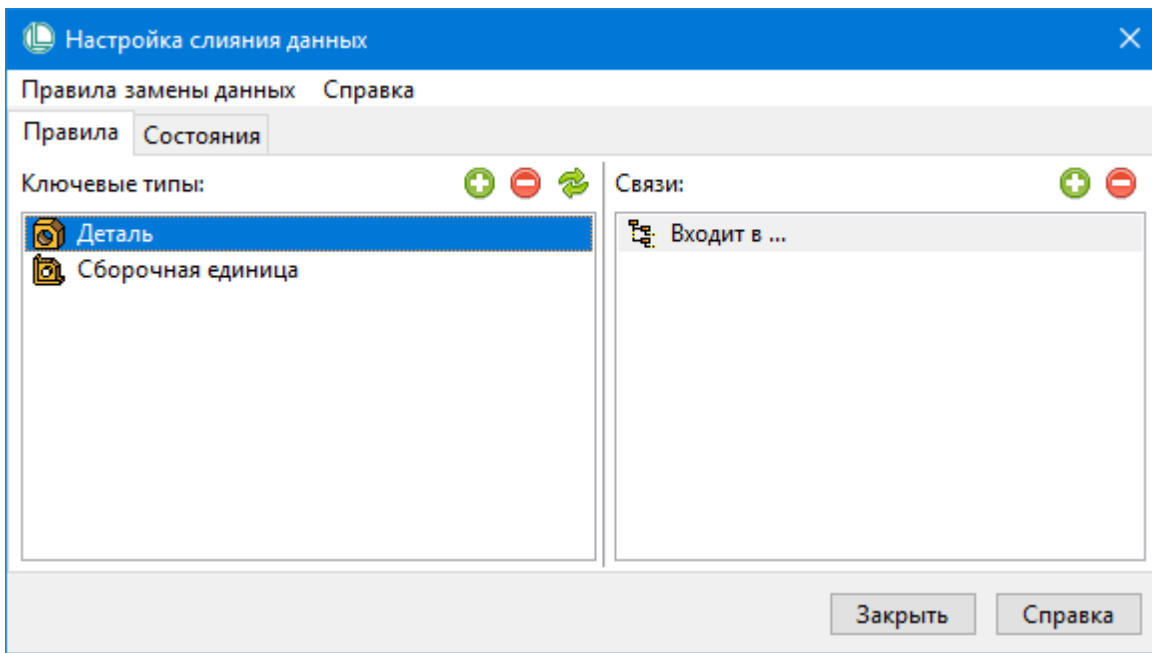 Настройка слияния данных
Правила замены данных Справка
Правила Состояния
Ключевые типы: Связи:
Деталь Входит в ...
Сборочная единица
Закрыть Справка